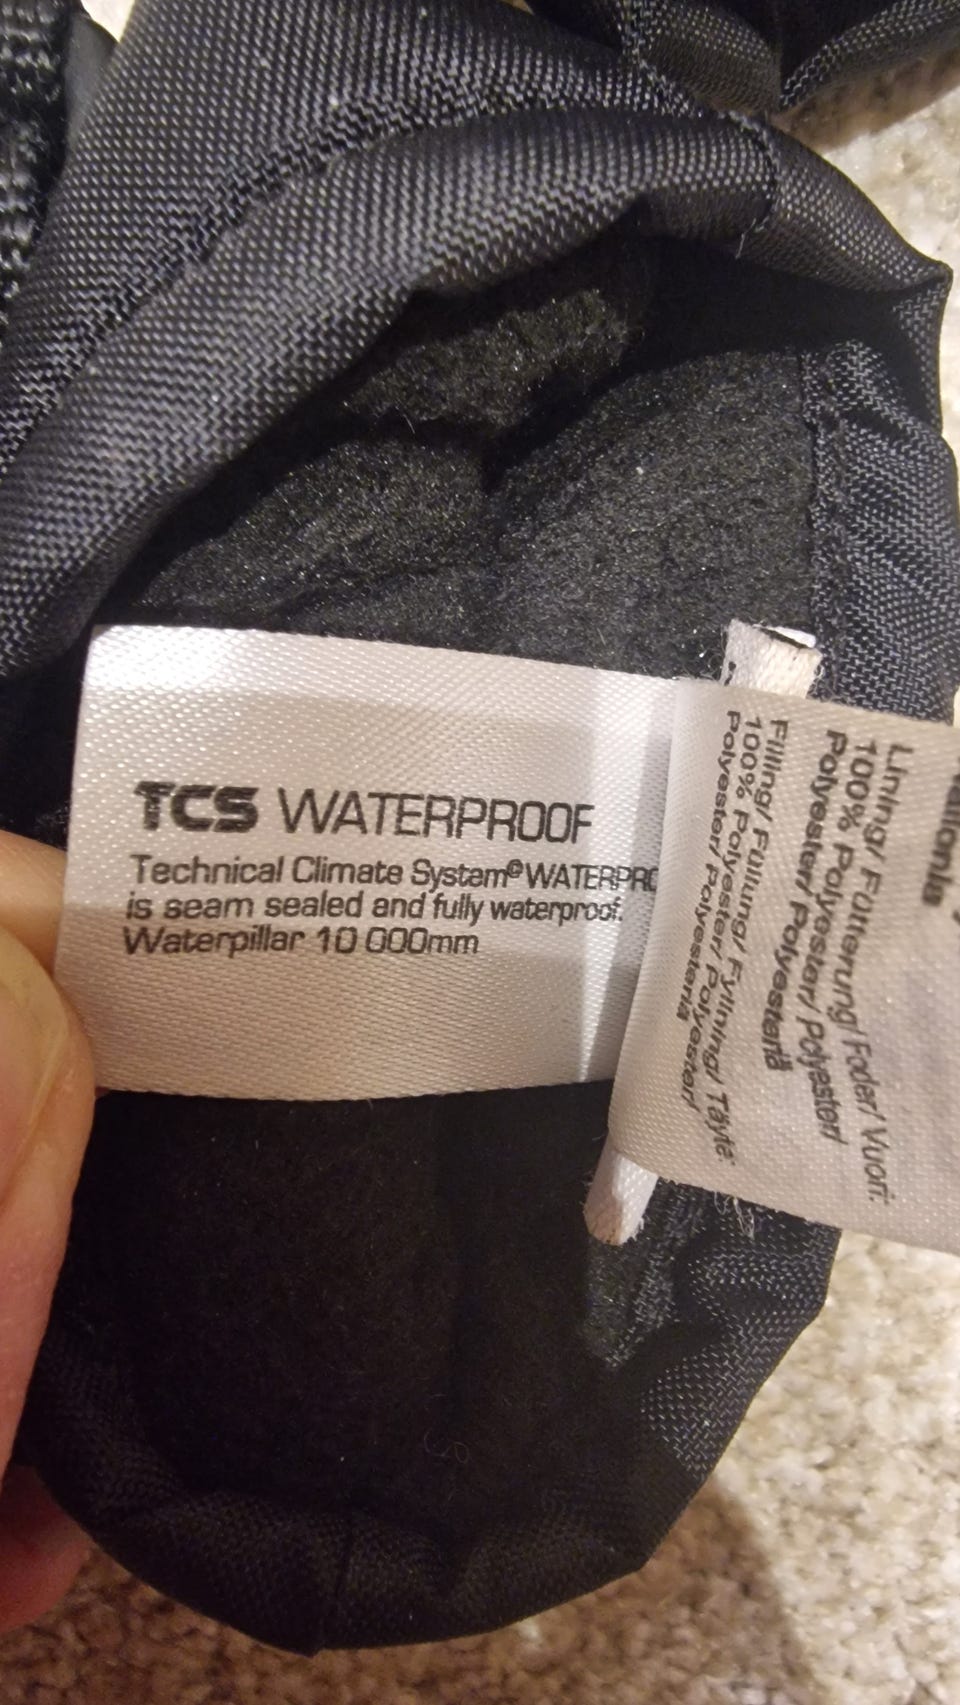 TCS WATERPROOF
Technical Climate System® WATERPRO
is seam sealed and fully waterproof.
Waterpillar 10 000mm
Lining/ Fütterung/ Foder/ Vuori:
100% Polyester/ Polyester/
Polyester/ Polyesteriä
Filling/ Füllung/ Fyllning/ Täyte:
100% Polyester/ Polyester/
Polyester/ Polyesteria